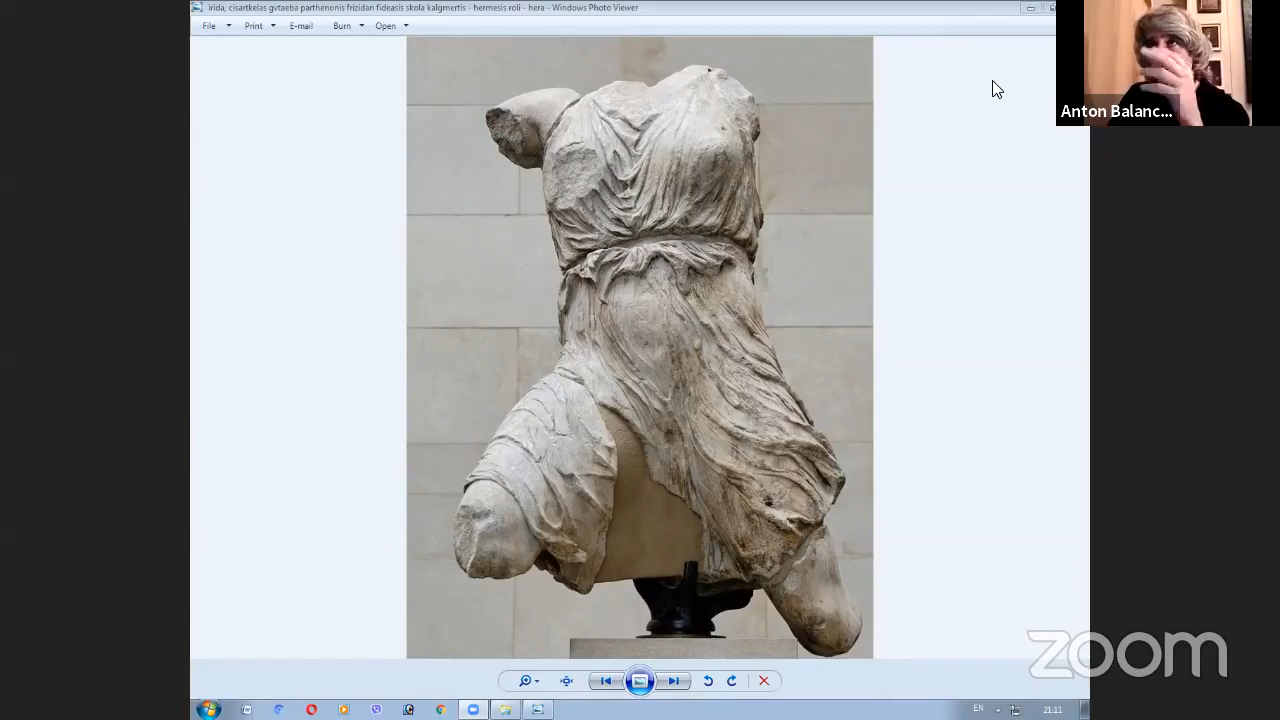 irida, cisartkelas gvtaeba parthenonis frizidan fideasis skola kalgmertis - hermesis roli - hera - Windows Photo Viewer
File Print E-mail Burn Open
Anton Balanc...
zoom
EN 21:11